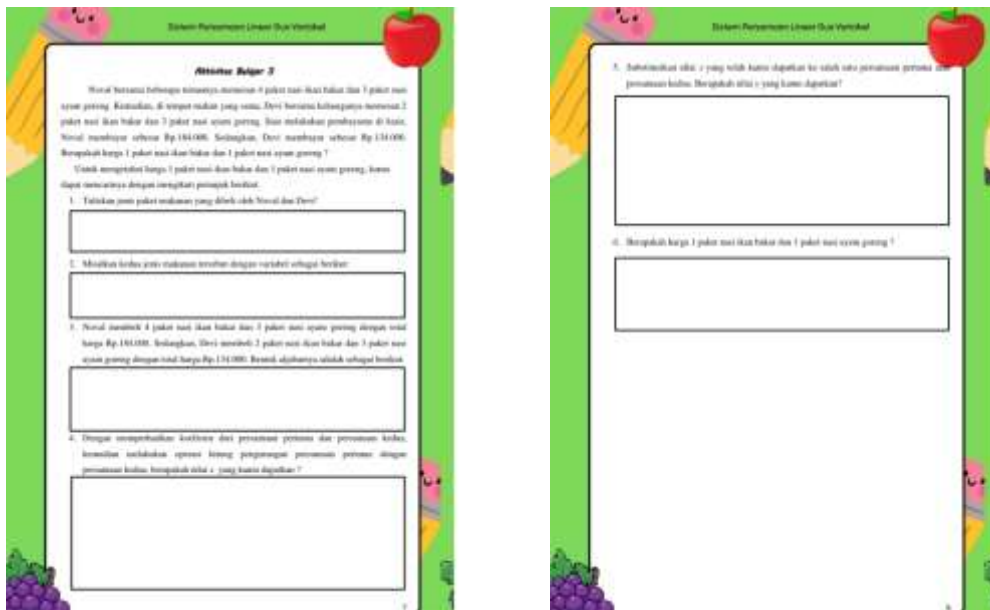 Sistem Persamaan Linear Dua Variabel
Aktivitas Belajar 3
Noval bersama beberapa temannya memesan 4 paket nasi ikan bakar dan 3 paket nasi
ayam goreng. Kemudian, di tempat makan yang sama, Devi bersama keluarganya memesan 2
paket nasi ikan bakar dan 3 paket nasi ayam goreng. Saat melakukan pembayaran di kasir,
Noval membayar sebesar Rp.184.000. Sedangkan, Devi membayar sebesar Rp.134.000.
Berapakah harga 1 paket nasi ikan bakar dan 1 paket nasi ayam goreng ?
Untuk mengetahui harga 1 paket nasi ikan bakar dan 1 paket nasi ayam goreng, kamu
dapat mencarinya dengan mengikuti petunjuk berikut.
1. Tuliskan jenis paket makanan yang dibeli oleh Noval dan Devi!
2. Misalkan kedua jenis makanan tersebut dengan variabel sebagai berikut:
3. Noval membeli 4 paket nasi ikan bakar dan 3 paket nasi ayam goreng dengan total
harga Rp.184.000. Sedangkan, Devi membeli 2 paket nasi ikan bakar dan 3 paket nasi
ayam goreng dengan total harga Rp.134.000. Bentuk aljabarnya adalah sebagai berikut.
4. Dengan memperhatikan koefisien dari persamaan pertama dan persamaan kedua,
kemudian melakukan operasi hitung pengurangan persamaan pertama dengan
persamaan kedua, berapakah nilai x yang kamu dapatkan ?
Sistem Persamaan Linear Dua Variabel
5. Substitusikan nilai x yang telah kamu dapatkan ke salah satu persamaan pertama
persamaan kedua. Berapakah nilai y yang kamu dapatkan?
6. Berapakah harga 1 paket nasi ikan bakar dan 1 paket nasi ayam goreng ?